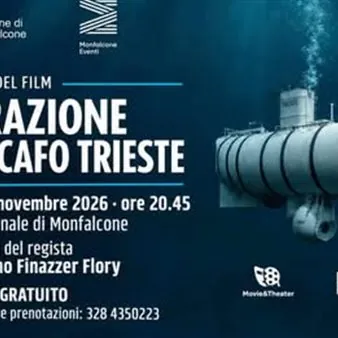 ne di
alcone
Monfalcone
Eventi
DEL FILM
RAZIONE
CAFO TRIESTE
novembre 2026 · ore 20.45
nale di Monfalcone
del regista
no Finazzer Flory
GRATUITO
e prenotazioni: 328 4350223
Movie&Theater